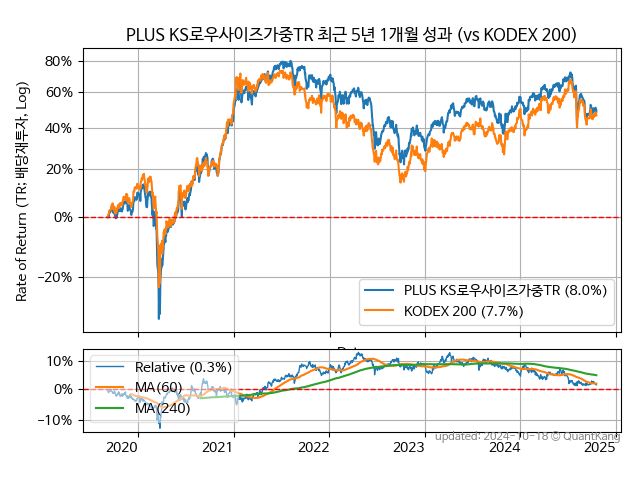 PLUS KS로우사이즈가중TR 최근 5년 1개월 성과 (vs KODEX 200)
Rate of Return (TR: 배당재투자, Log)
80%
60%
40%
20%
0%
−20%
PLUS KS로우사이즈가중TR (8.0%)
KODEX 200 (7.7%)
10%
0%
−10%
Relative (0.3%)
MA(60)
MA(240)
updated: 2024-10-18 © QuantKang
2020 2021 2022 2023 2024 2025